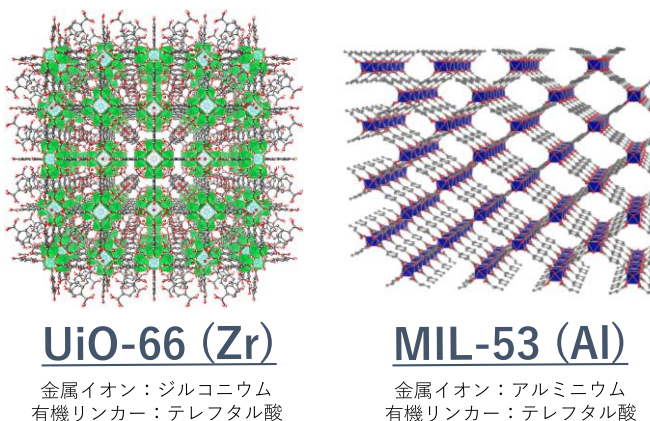 UiO-66 (Zr)
金属イオン：ジルコニウム
有機リンカー：テレフタル酸
MIL-53 (Al)
金属イオン：アルミニウム
有機リンカー：テレフタル酸